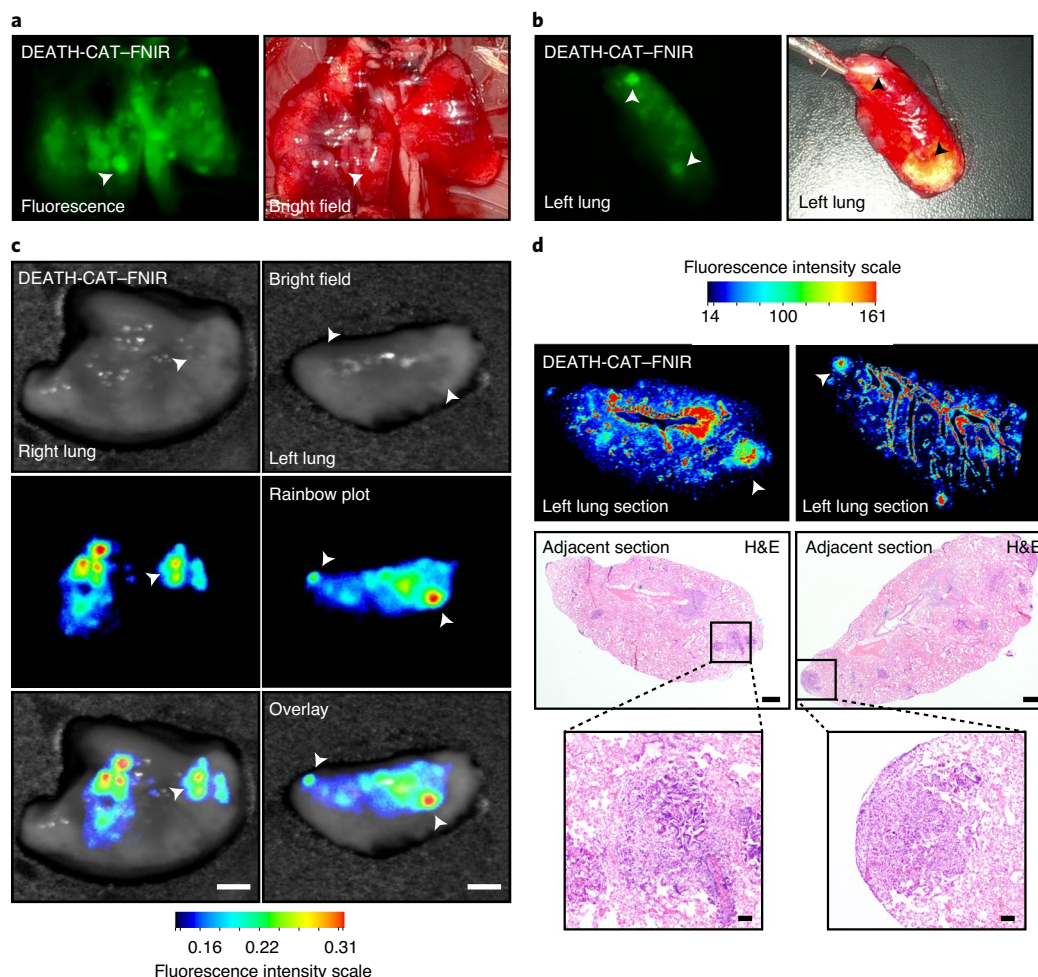 a
DEATH-CAT–FNIR
Fluorescence
Bright field
b
DEATH-CAT–FNIR
Left lung
Left lung
c
DEATH-CAT–FNIR
Right lung
Bright field
Left lung
Rainbow plot
Overlay
0.16 0.22 0.31
Fluorescence intensity scale
d
Fluorescence intensity scale
14 100 161
DEATH-CAT–FNIR
Left lung section
Left lung section
Adjacent section H&E
Adjacent section H&E